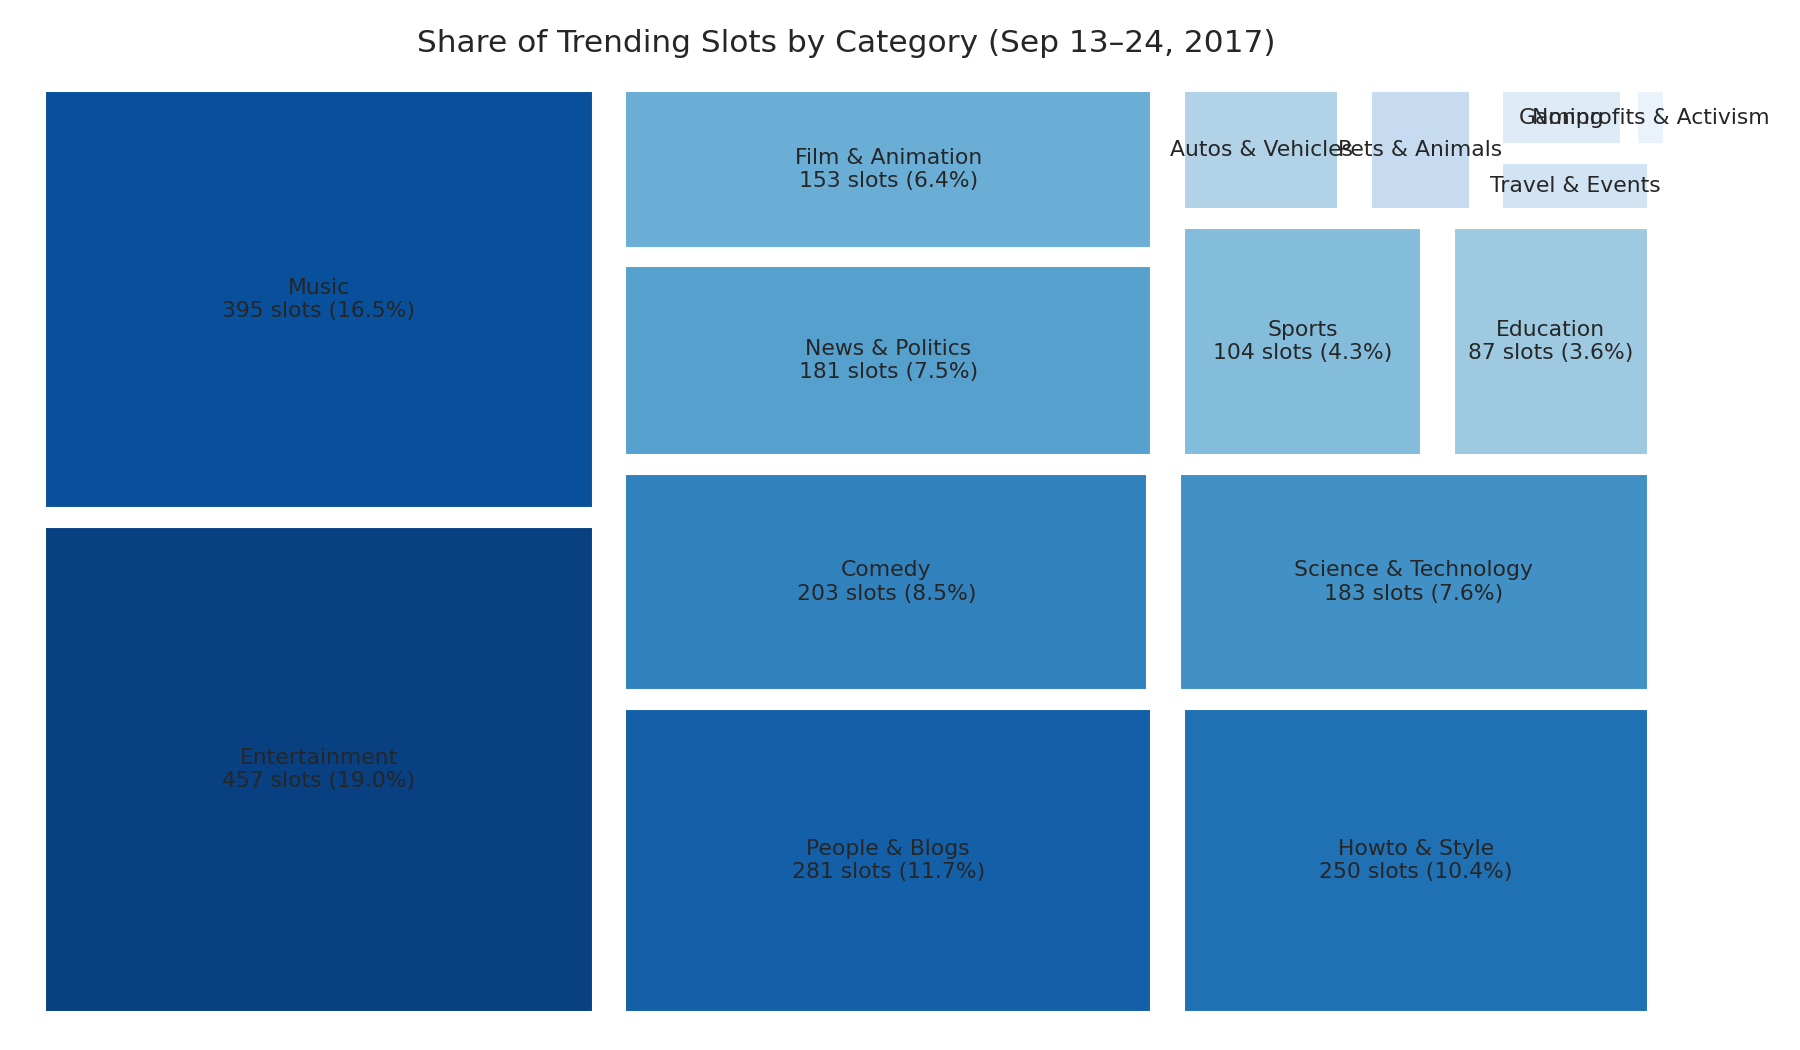 Share of Trending Slots by Category (Sep 13–24, 2017)
Music
395 slots (16.5%)
Entertainment
457 slots (19.0%)
Film & Animation
153 slots (6.4%)
News & Politics
181 slots (7.5%)
Comedy
203 slots (8.5%)
People & Blogs
281 slots (11.7%)
Autos & Vehicles
Pets & Animals
Gaming
Nonprofits & Activism
Travel & Events
Sports
104 slots (4.3%)
Education
87 slots (3.6%)
Science & Technology
183 slots (7.6%)
Howto & Style
250 slots (10.4%)